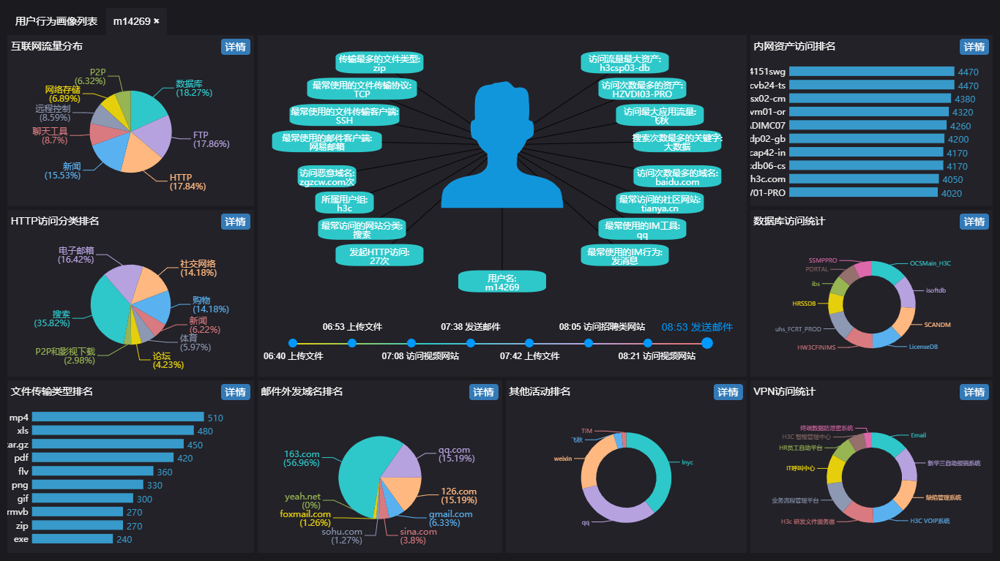 用户行为画像列表
m14269 ×
互联网流量分布
详情
P2P
(6.32%)
网络存储
(6.89%)
远程控制
(8.59%)
聊天工具
(8.7%)
新闻
(15.53%)
数据库
(18.27%)
FTP
(17.86%)
HTTP
(17.84%)
传输最多的文件类型:
zip
最常使用的文件传输协议:
TCP
最常使用的文件传输客户端:
SSH
最常使用的邮件客户端:
网易邮箱
访问恶意域名:
zgzcw.com次
所属用户组:
h3c
最常访问的网站分类:
搜索
发起HTTP访问:
27次
访问流量最大资产:
h3csp03-db
访问次数最多的资产:
HZVDI03-PRO
访问最大应用流量:
飞秋
搜索次数最多的关键字:
大数据
访问次数最多的域名:
baidu.com
最常访问的社区网站:
tianya.cn
最常使用的IM工具:
qq
最常使用的IM行为:
发消息
用户名:
m14269
06:53 上传文件
07:38 发送邮件
08:05 访问招聘类网站
08:53 发送邮件
06:40 上传文件
07:08 访问视频网站
07:42 上传文件
08:21 访问视频网站
内网资产访问排名
详情
4151swg 4470
cvb24-ts 4470
sx02-cm 4380
vm01-or 4320
ADIMC07 4260
dp02-gb 4200
cap42-in 4170
cdb06-cs 4170
h3c.com 4050
V01-PRO 4020
HTTP访问分类排名
详情
电子邮箱
(16.42%)
搜索
(35.82%)
P2P和影视下载
(2.98%)
社交网络
(14.18%)
购物
(14.18%)
新闻
(6.22%)
体育
(5.97%)
论坛
(4.23%)
数据库访问统计
详情
SSMPPRO
PORTAL
ibs
HRSSDB
uhs_FCRT_PROD
HW3CFINIMS
OCSMain_H3C
isoftdb
SCANDM
LicenseDB
文件传输类型排名
详情
mp4 510
xls 480
tar.gz 450
pdf 420
flv 360
png 330
gif 300
rmvb 270
zip 270
exe 240
邮件外发域名排名
详情
163.com
(56.96%)
yeah.net
(0%)
foxmail.com
(1.26%)
sohu.com
(1.27%)
qq.com
(15.19%)
126.com
(15.19%)
gmail.com
(6.33%)
sina.com
(3.8%)
其他活动排名
详情
TIM
飞秋
weixin
qq
lnyc
VPN访问统计
详情
终端数据防泄密系统
H3C 智能管理中心
HR员工自助平台
IT呼叫中心
业务流程管理平台
H3c 研发文件服务器
Email
新华三自助报销系统
缺陷管理系统
H3C VOIP系统